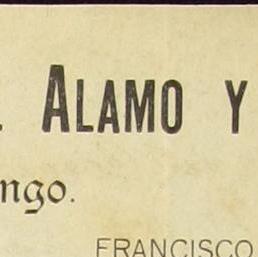 . ALAMO Y
ngo.
FRANCISCO